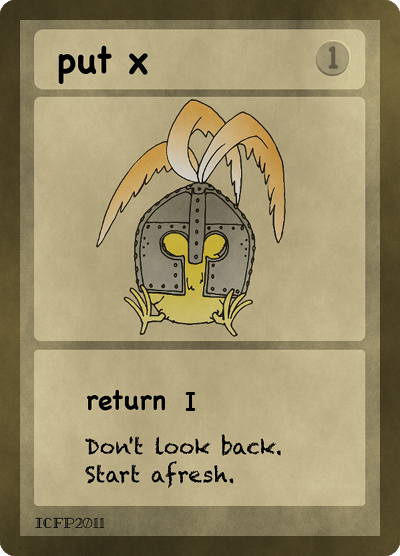 put x
1
return I
Don't look back.
Start afresh.
ICFP2011